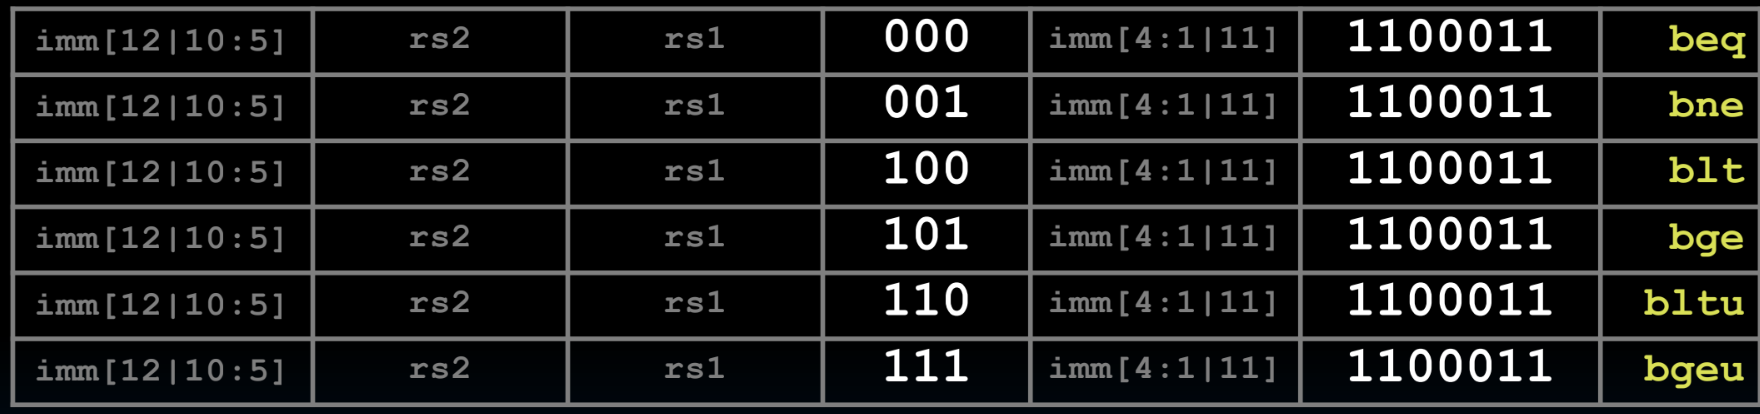 imm[12|10:5] rs2 rs1 000 imm[4:1|11] 1100011 beq
imm[12|10:5] rs2 rs1 001 imm[4:1|11] 1100011 bne
imm[12|10:5] rs2 rs1 100 imm[4:1|11] 1100011 blt
imm[12|10:5] rs2 rs1 101 imm[4:1|11] 1100011 bge
imm[12|10:5] rs2 rs1 110 imm[4:1|11] 1100011 bltu
imm[12|10:5] rs2 rs1 111 imm[4:1|11] 1100011 bgeu